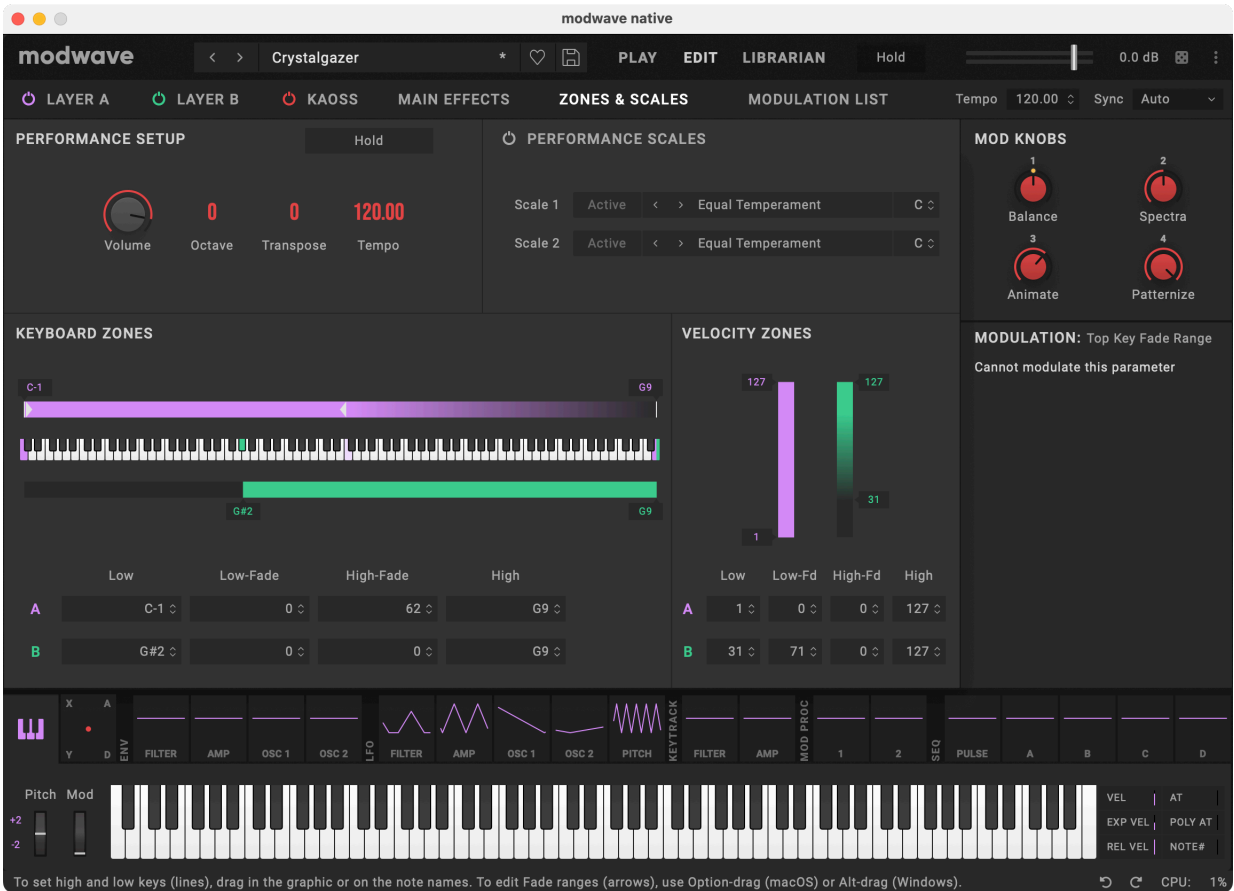 modwave native
modwave < > Crystalgazer * PLAY EDIT LIBRARIAN Hold 0.0 dB
LAYER A LAYER B KAOSS MAIN EFFECTS ZONES & SCALES MODULATION LIST Tempo 120.00 Sync Auto
PERFORMANCE SETUP Hold PERFORMANCE SCALES MOD KNOBS
1 2
Scale 1 Active < > Equal Temperament C
0 0 120.00
Balance Spectra
Volume Octave Transpose Tempo
Scale 2 Active < > Equal Temperament C
3 4
Animate Patternize
KEYBOARD ZONES VELOCITY ZONES MODULATION: Top Key Fade Range
Cannot modulate this parameter
C-1 G9 127 127
31
G#2 G9
1
Low Low-Fade High-Fade High Low Low-Fd High-Fd High
A C-1 0 62 G9 A 1 0 0 127
B G#2 0 0 G9 B 31 71 0 127
X A
Y D
ENV FILTER AMP OSC 1 OSC 2
LFO FILTER AMP OSC 1 OSC 2 PITCH
KEYTRACK FILTER AMP
MOD PROC 1 2
SEQ PULSE A B C D
Pitch Mod
+2
-2
VEL AT
EXP VEL POLY AT
REL VEL NOTE#
To set high and low keys (lines), drag in the graphic or on the note names. To edit Fade ranges (arrows), use Option-drag (macOS) or Alt-drag (Windows). CPU: 1%